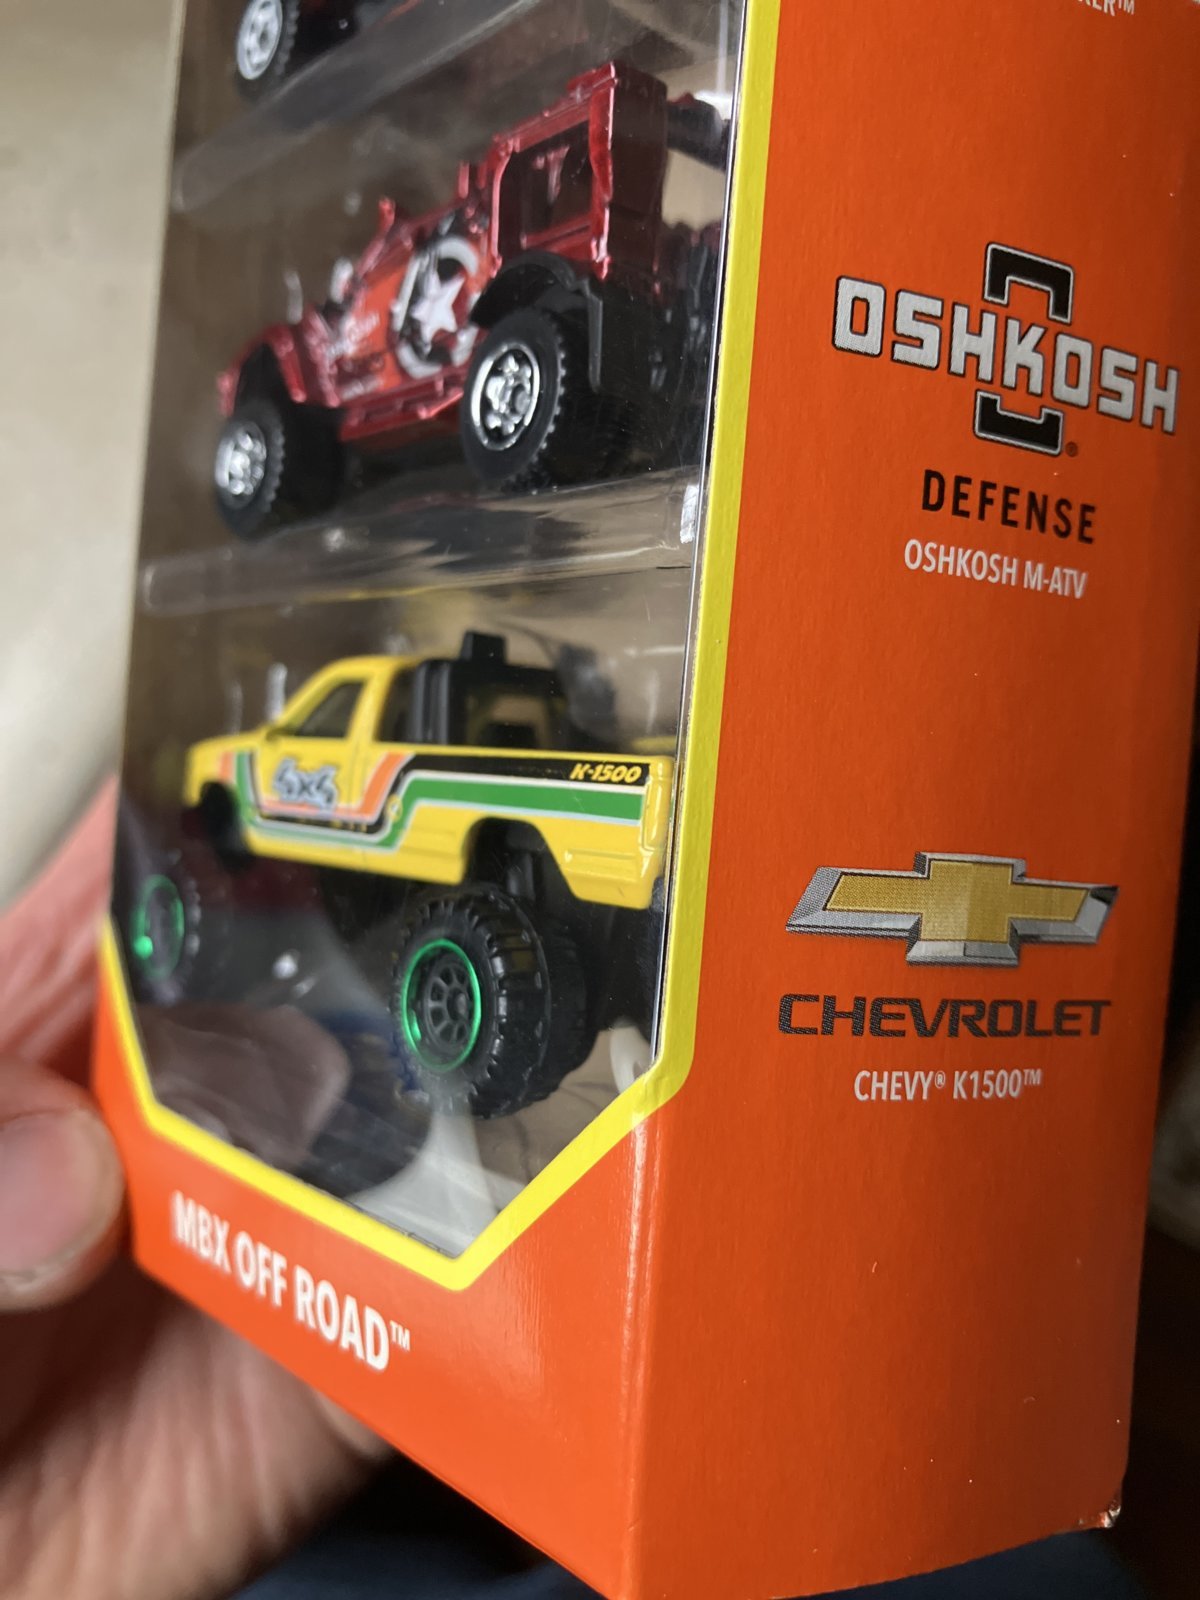 OSHKOSH
®
DEFENSE
OSHKOSH M-ATV
K-1500
4x4
CHEVROLET
CHEVY® K1500™
MBX OFF ROAD™